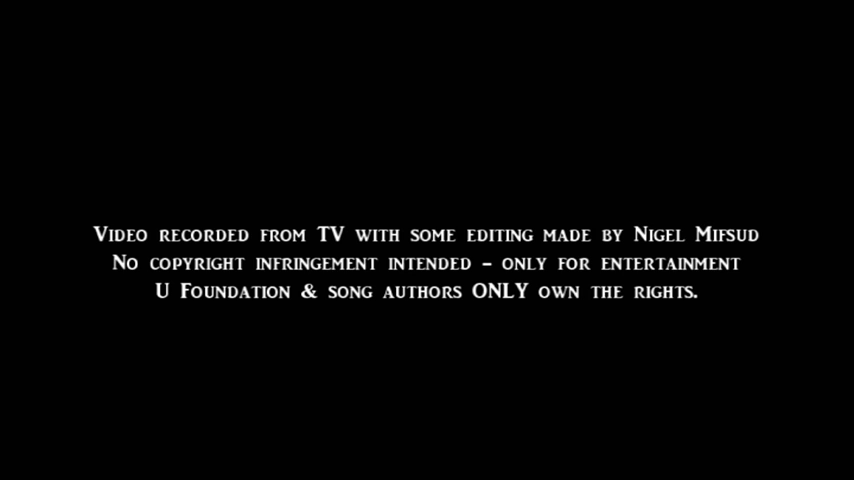 Video recorded from TV with some editing made by Nigel Mifsud
No copyright infringement intended – only for entertainment
U Foundation & song authors ONLY own the rights.